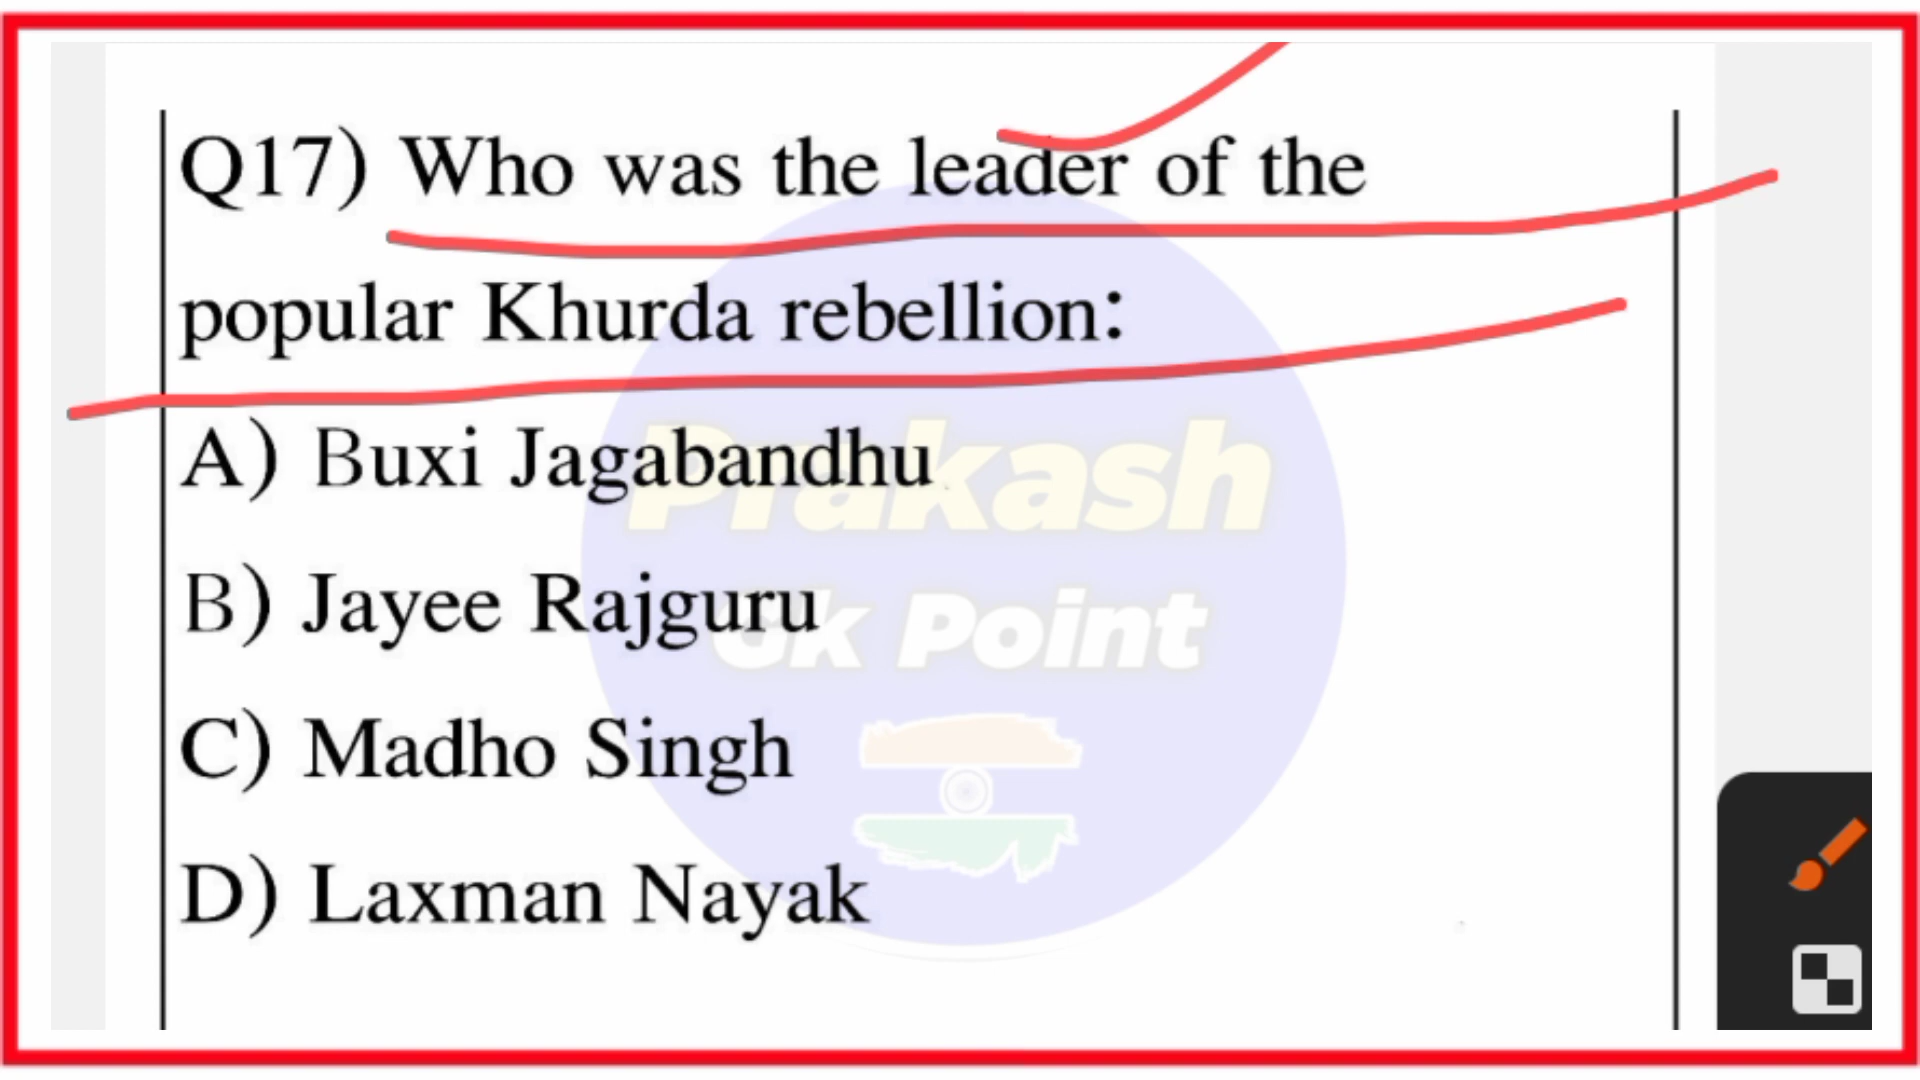 Q17) Who was the leader of the
popular Khurda rebellion:
A) Buxi Jagabandhu
B) Jayee Rajguru
C) Madho Singh
D) Laxman Nayak
Prakash
Gk Point